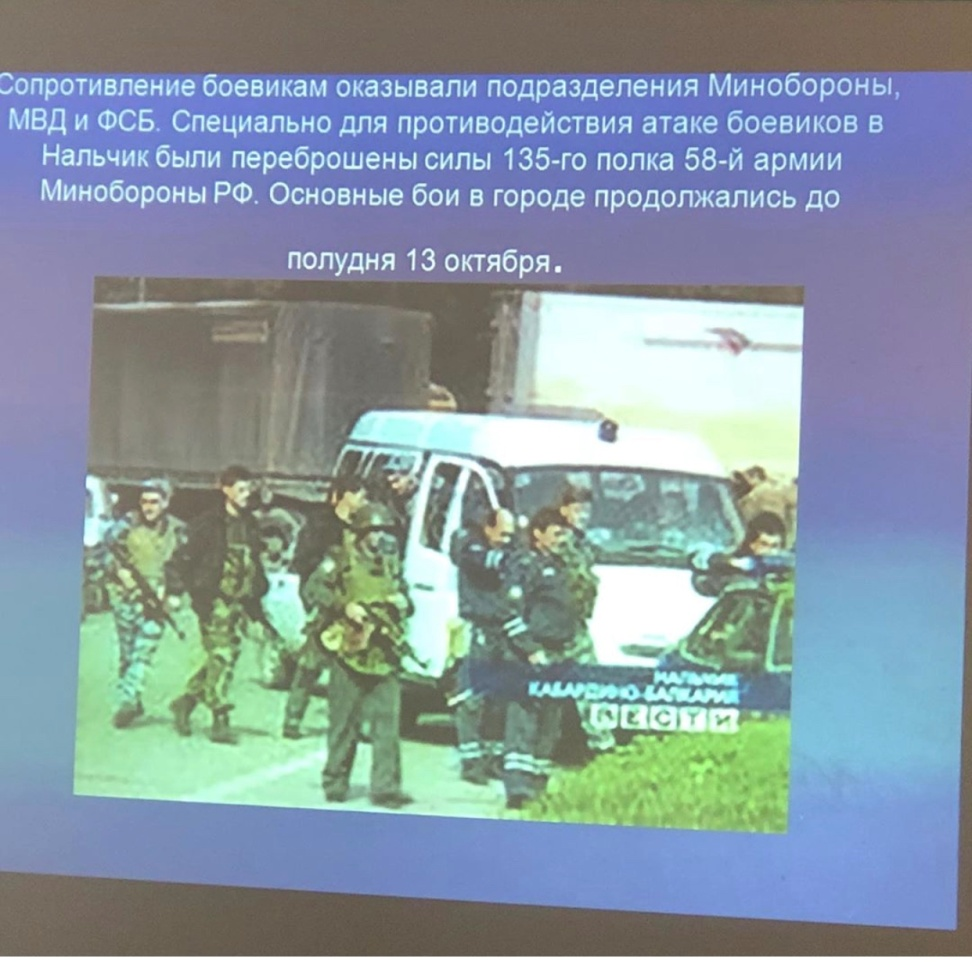 Сопротивление боевикам оказывали подразделения Минобороны,
МВД и ФСБ. Специально для противодействия атаке боевиков в
Нальчик были переброшены силы 135-го полка 58-й армии
Минобороны РФ. Основные бои в городе продолжались до
полудня 13 октября.
НАЛЬЧИК
КАБАРДИНО-БАЛКАРИЯ
ВЕСТИ